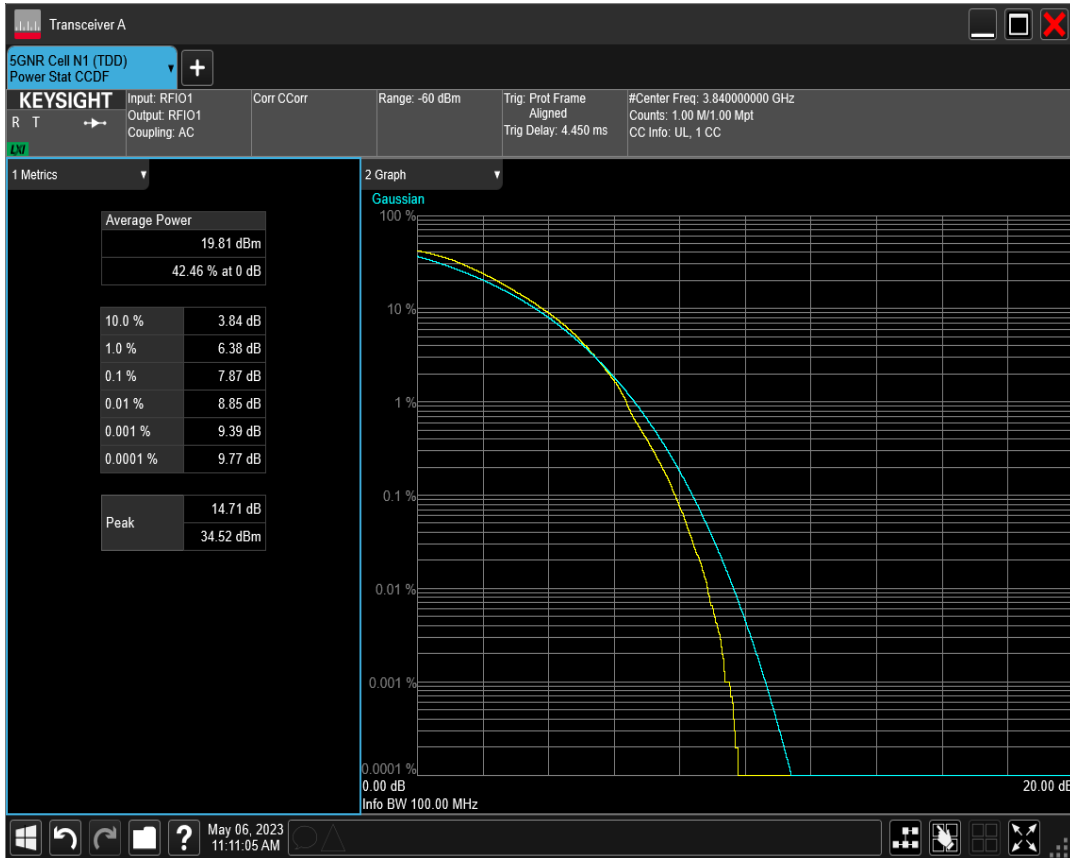 Transceiver A
5GNR Cell N1 (TDD)
Power Stat CCDF
+
KEYSIGHT
R T
LXI
Input: RFIO1
Output: RFIO1
Coupling: AC
Corr CCorr
Range: -60 dBm
Trig: Prot Frame
Aligned
Trig Delay: 4.450 ms
#Center Freq: 3.840000000 GHz
Counts: 1.00 M/1.00 Mpt
CC Info: UL, 1 CC
1 Metrics
Average Power
19.81 dBm
42.46 % at 0 dB
10.0 % 3.84 dB
1.0 % 6.38 dB
0.1 % 7.87 dB
0.01 % 8.85 dB
0.001 % 9.39 dB
0.0001 % 9.77 dB
Peak
14.71 dB
34.52 dBm
2 Graph
Gaussian
100 %
10 %
1 %
0.1 %
0.01 %
0.001 %
0.0001 %
0.00 dB 20.00 dB
Info BW 100.00 MHz
?
May 06, 2023
11:11:05 AM